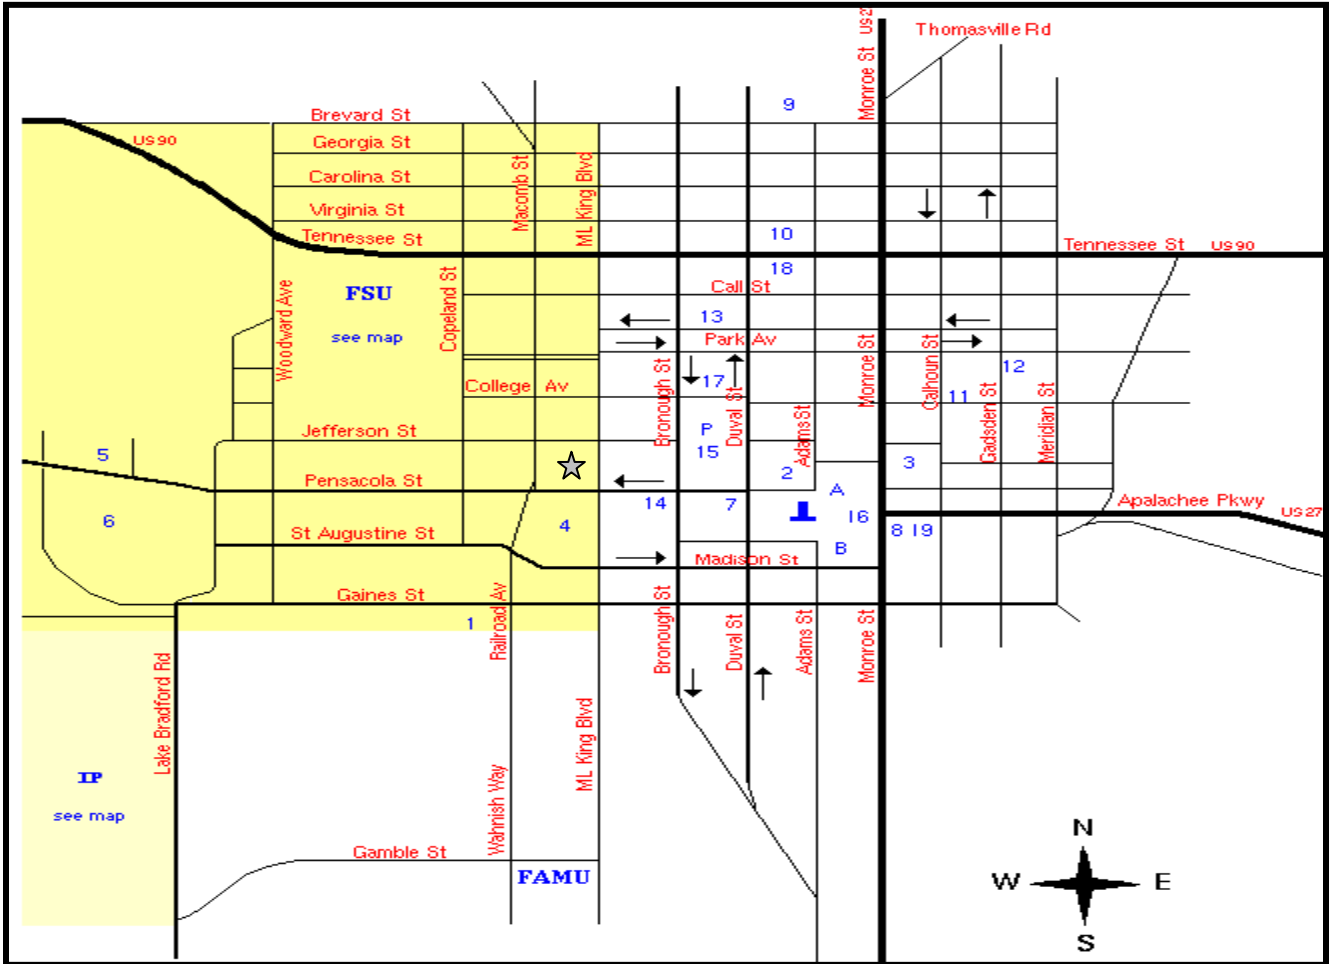 Thomasville Rd
Monroe St US2
9
Brevard St
US90
Georgia St
Carolina St
Virginia St
Tennessee St
Macomb St
ML King Blvd
10
Tennessee St US90
18
Call St
FSU
see map
Woodward Ave
Copeland St
13
Park Av
17
College Av
Bronough St
Duval St
Adams St
Monroe St
Calhoun St
12
11
Gadsden St
Meridian St
Jefferson St
P
15
5
2
3
Pensacola St
14
7
A
Apalachee Pkwy
US27
6
4
16
8 19
St Augustine St
B
Madison St
Gaines St
1
Railroad Av
Bronough St
Duval St
Adams St
Monroe St
Lake Bradford Rd
ML King Blvd
IP
see map
Wahnish Way
Gamble St
FAMU
N
W E
S